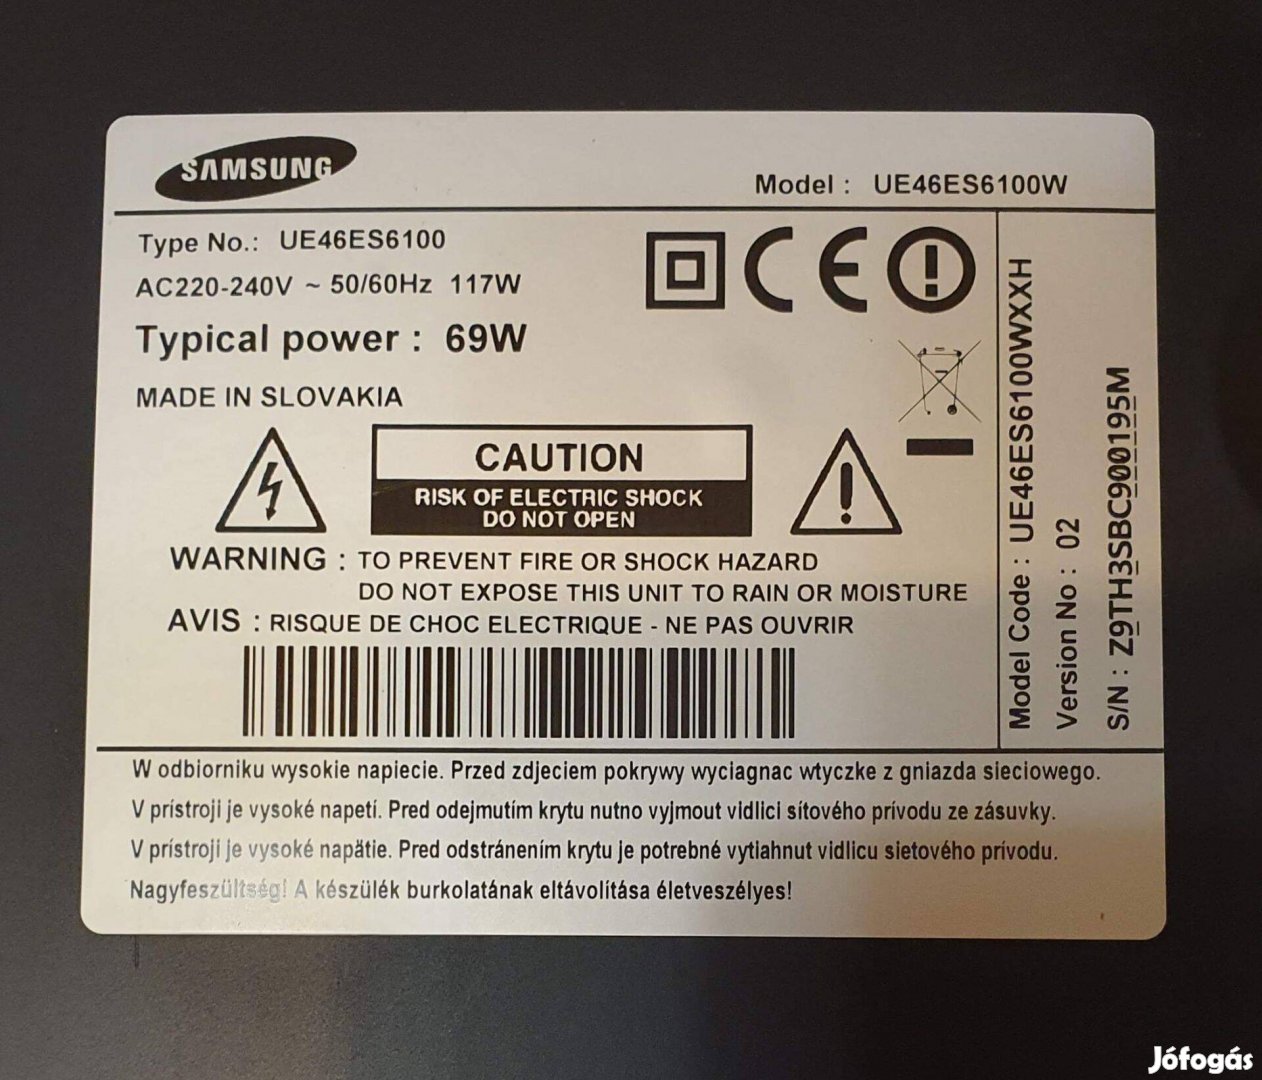 SAMSUNG
Model : UE46ES6100W
Type No.: UE46ES6100
AC220-240V ~ 50/60Hz 117W
Typical power : 69W
MADE IN SLOVAKIA
CE
CAUTION
RISK OF ELECTRIC SHOCK
DO NOT OPEN
WARNING : TO PREVENT FIRE OR SHOCK HAZARD
DO NOT EXPOSE THIS UNIT TO RAIN OR MOISTURE
AVIS : RISQUE DE CHOC ELECTRIQUE - NE PAS OUVRIR
Model Code : UE46ES6100WXXH
Version No : 02
S/N : Z9TH3SBC900195M
W odbiorniku wysokie napiecie. Przed zdjeciem pokrywy wyciagnac wtyczke z gniazda sieciowego.
V prístroji je vysoké napetí. Pred odejmutím krytu nutno vyjmout vidlici sítového prívodu ze zásuvky.
V prístroji je vysoké napätie. Pred odstránením krytu je potrebné vytiahnut vidlicu sietového prívodu.
Nagyfeszültség! A készülék burkolatának eltávolítása életveszélyes!
Jófogás